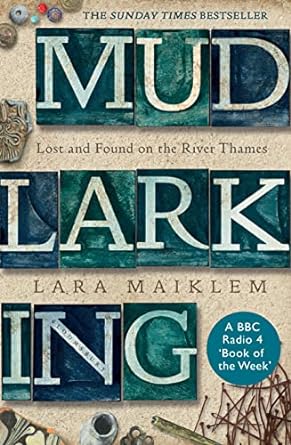 THE SUNDAY TIMES BESTSELLER
MUD
Lost and Found on the River Thames
LARK
LARA MAIKLEM
ING
BLOOMSBURY
A BBC
Radio 4
'Book of
the Week'